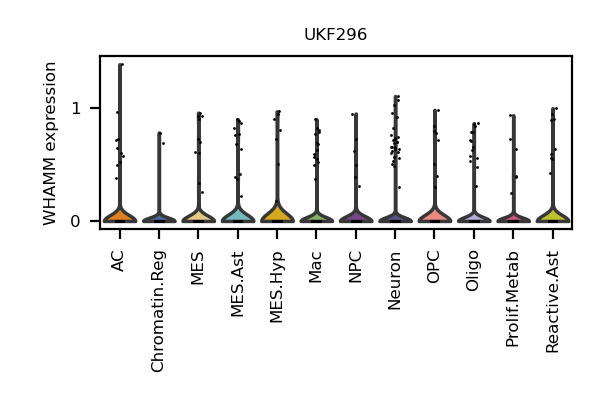 UKF296
WHAMM expression
1
0
AC
Chromatin.Reg
MES
MES.Ast
MES.Hyp
Mac
NPC
Neuron
OPC
Oligo
Prolif.Metab
Reactive.Ast